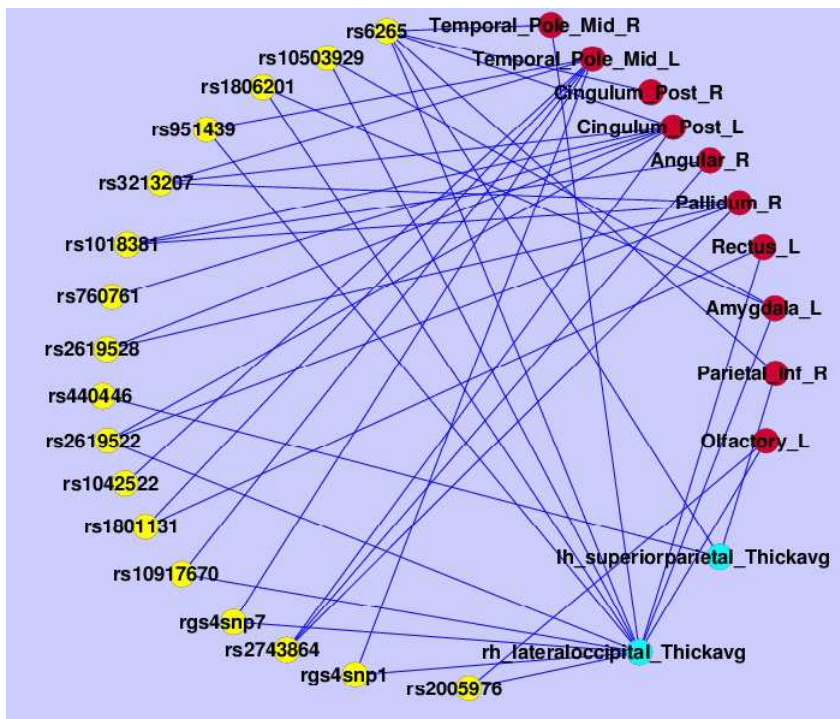 rs6265
Temporal_Pole_Mid_R
rs10503929
Temporal_Pole_Mid_L
rs1806201
Cingulum_Post_R
rs951439
Cingulum_Post_L
Angular_R
rs3213207
Pallidum_R
rs1018381
Rectus_L
rs760761
Amygdala_L
rs2619528
Parietal_Inf_R
rs440446
rs2619522
Olfactory_L
rs1042522
rs1801131
lh_superiorparietal_Thickavg
rs10917670
rgs4snp7
rs2743864
rh_lateraloccipital_Thickavg
rgs4snp1
rs2005976